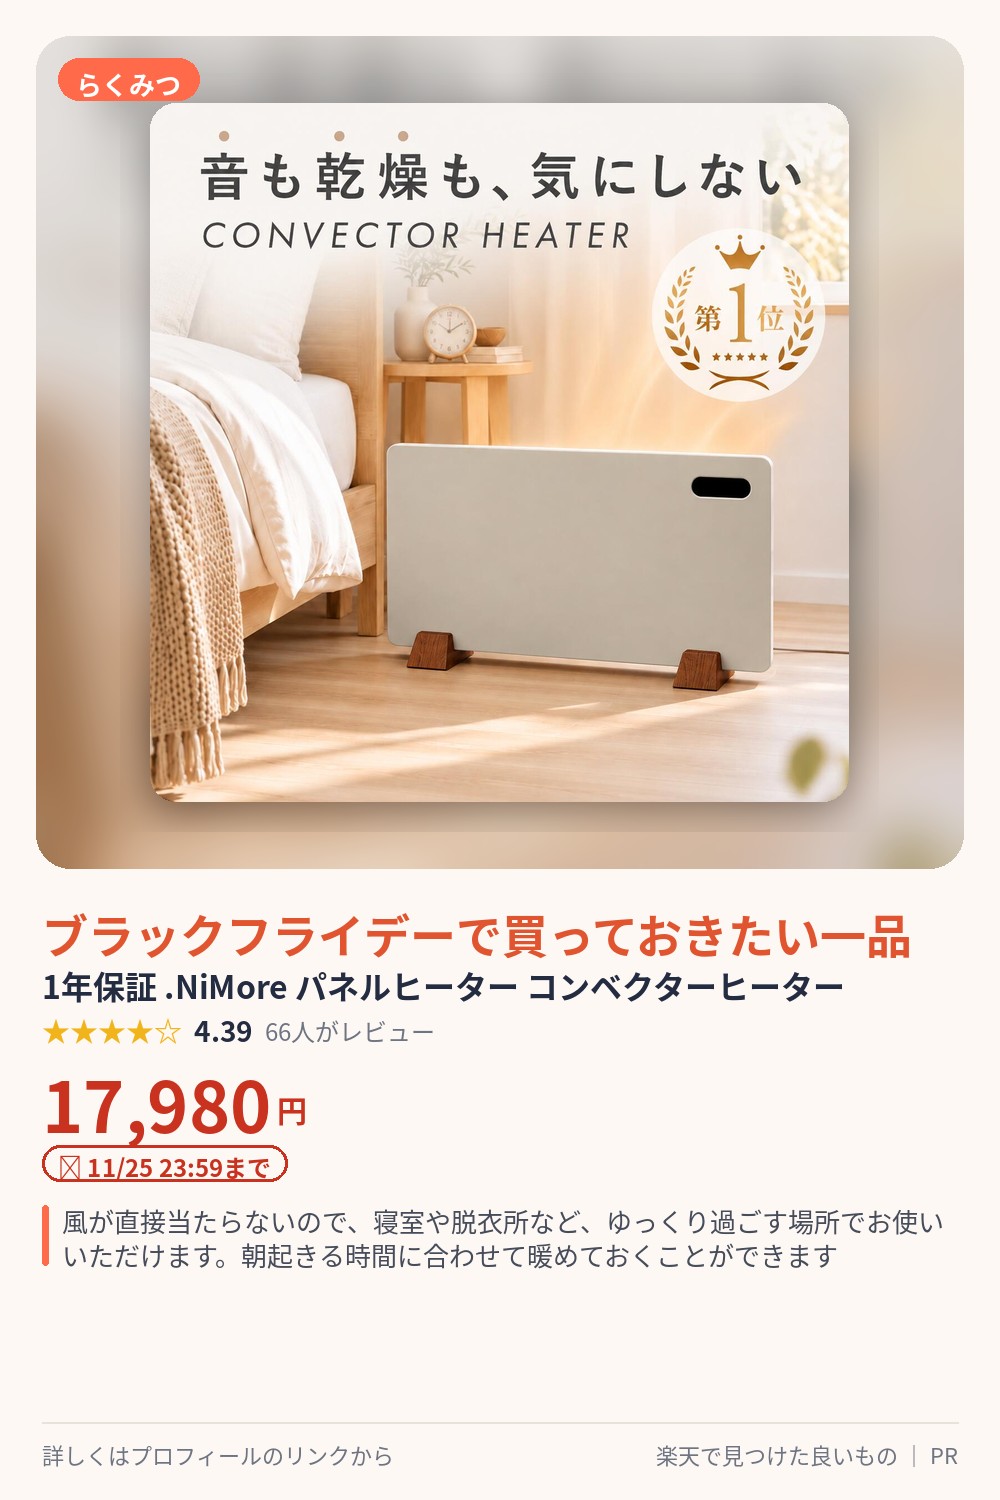 らくみつ
音も乾燥も、気にしない
CONVECTOR HEATER
第1位
★★★★★
ブラックフライデーで買っておきたい一品
1年保証 .NiMore パネルヒーター コンベクターヒーター
★★★★☆ 4.39 66人がレビュー
17,980円
11/25 23:59まで
風が直接当たらないので、寝室や脱衣所など、ゆっくり過ごす場所でお使い
いただけます。朝起きる時間に合わせて暖めておくことができます
詳しくはプロフィールのリンクから
楽天で見つけた良いもの｜PR